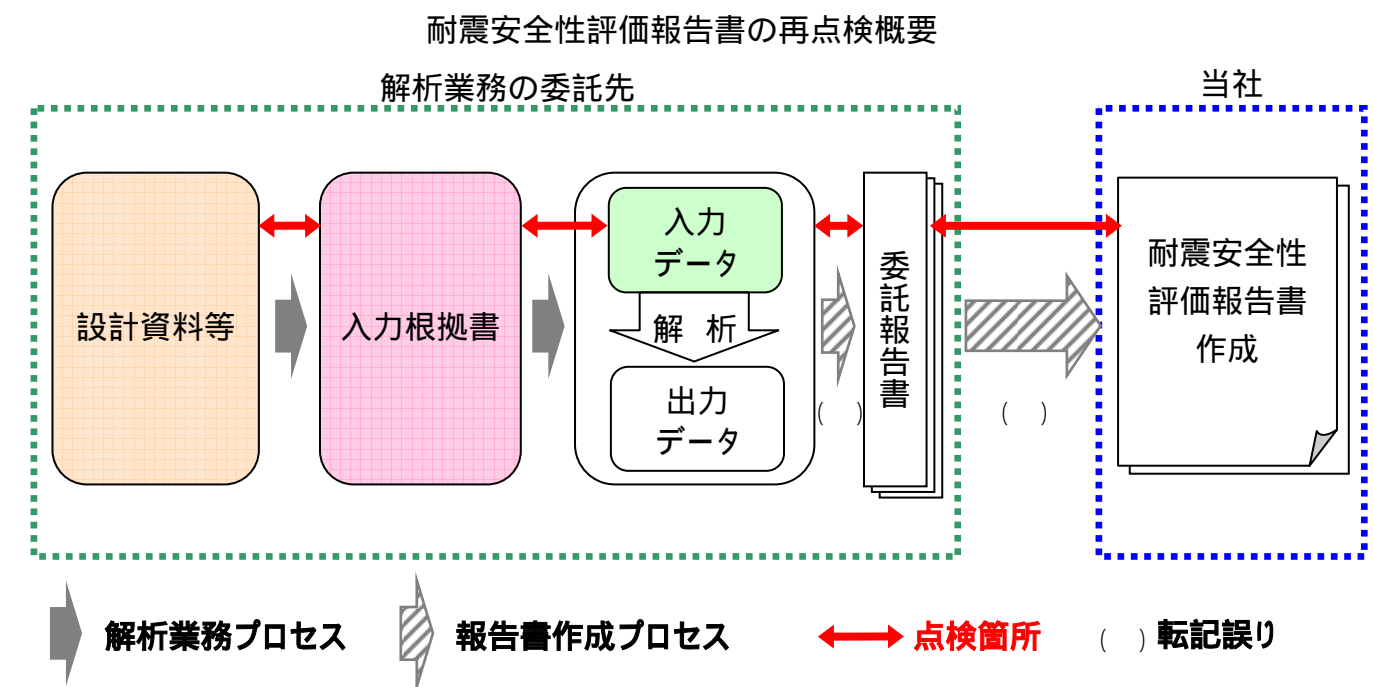 耐震安全性評価報告書の再点検概要
解析業務の委託先
当社
設計資料等
入力根拠書
入力
データ
解 析
出力
データ
委託報告書
耐震安全性
評価報告書
作成
( )
( )
解析業務プロセス
報告書作成プロセス
点検箇所
( )転記誤り